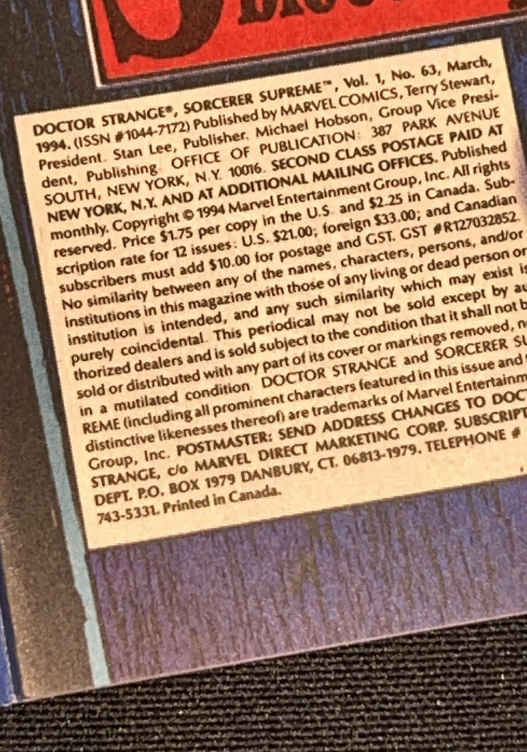 DOCTOR STRANGE®, SORCERER SUPREME™, Vol. 1, No. 63, March,
1994. (ISSN #1044-7172) Published by MARVEL COMICS, Terry Stewart,
President. Stan Lee, Publisher. Michael Hobson, Group Vice Presi-
dent, Publishing. OFFICE OF PUBLICATION: 387 PARK AVENUE
SOUTH, NEW YORK, N.Y. 10016. SECOND CLASS POSTAGE PAID AT
NEW YORK, N.Y. AND AT ADDITIONAL MAILING OFFICES. Published
monthly. Copyright © 1994 Marvel Entertainment Group, Inc. All rights
reserved. Price $1.75 per copy in the U.S. and $2.25 in Canada. Sub-
scription rate for 12 issues: U.S. $21.00; foreign $33.00; and Canadian
subscribers must add $10.00 for postage and GST. GST #R127032852.
No similarity between any of the names, characters, persons, and/or
institutions in this magazine with those of any living or dead person or
institution is intended, and any such similarity which may exist is
purely coincidental. This periodical may not be sold except by au
thorized dealers and is sold subject to the condition that it shall not b
sold or distributed with any part of its cover or markings removed, n
in a mutilated condition. DOCTOR STRANGE and SORCERER SU
REME (including all prominent characters featured in this issue and
distinctive likenesses thereof) are trademarks of Marvel Entertainm
Group, Inc. POSTMASTER: SEND ADDRESS CHANGES TO DOC
STRANGE, c/o MARVEL DIRECT MARKETING CORP. SUBSCRIPT
DEPT. P.O. BOX 1979 DANBURY, CT. 06813-1979. TELEPHONE #
743-5331. Printed in Canada.